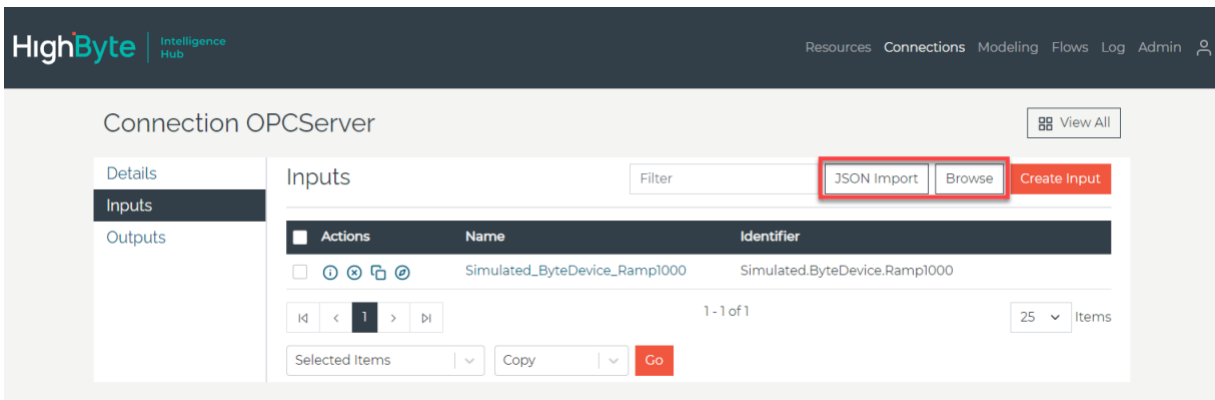 HighByte Intelligence Hub
Resources Connections Modeling Flows Log Admin
Connection OPCServer View All
Details
Inputs
Outputs
Inputs Filter JSON Import Browse Create Input
Actions Name Identifier
Simulated_ByteDevice_Ramp1000 Simulated.ByteDevice.Ramp1000
1 1 - 1 of 1 25 Items
Selected Items Copy Go